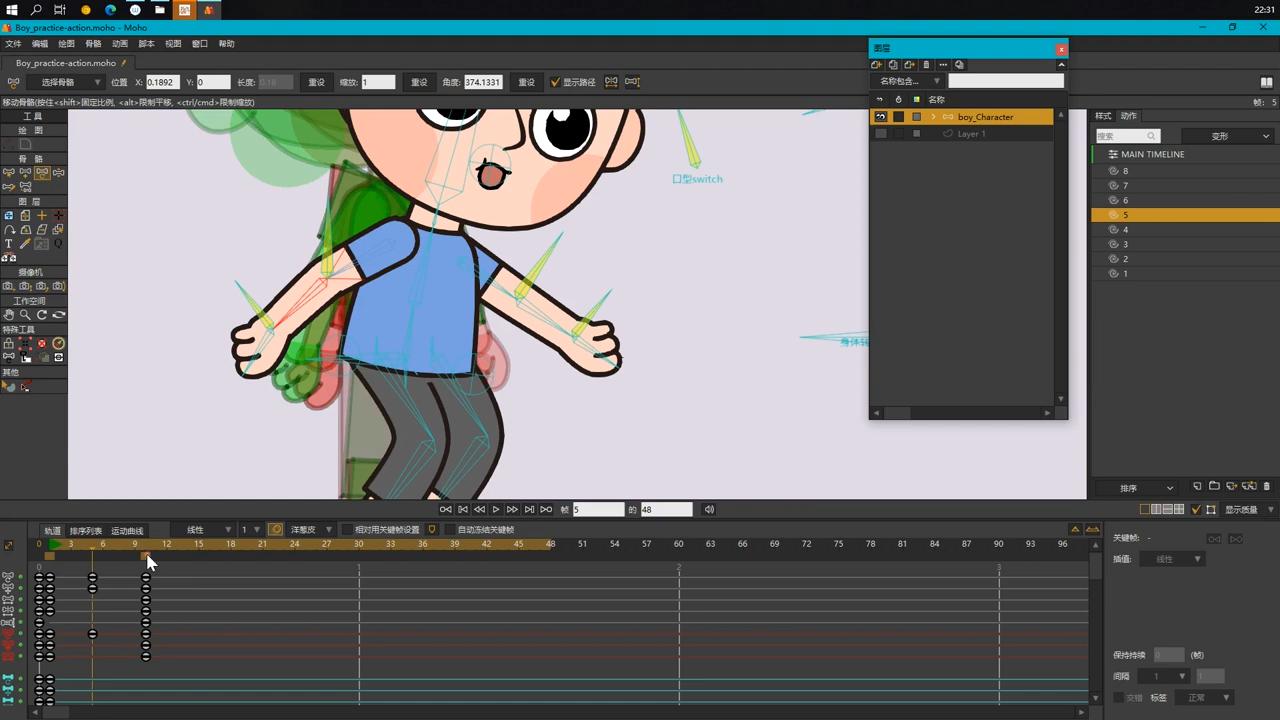 22:31
Boy_practice-action.moho - Moho
文件 编辑 绘图 骨骼 动画 脚本 视图 窗口 帮助
Boy_practice-action.moho
选择骨骼 位置 X: 0.1892 Y: 0 长度: 0.18 重设 缩放: 1 重设 角度: 374.1331 重设 显示路径
移动骨骼(按住<shift>固定比例, <alt>限制平移, <ctrl/cmd>限制缩放) 帧: 5
工具
绘 图
骨 骼
图 层
摄像机
工作空间
特殊工具
其他
口型switch
图层
名称包含...
名称
boy_Character
Layer 1
样式 动作
搜索 变形
MAIN TIMELINE
8
7
6
5
4
3
2
1
排序
帧 5 的 48
显示质量
轨道 排序列表 运动曲线 线性 1 洋葱皮 相对用关键帧设置 自动冻结关键帧
0 3 6 9 12 15 18 21 24 27 30 33 36 39 42 45 48 51 54 57 60 63 66 69 72 75 78 81 84 87 90 93 96
0 1 2 3
关键帧: -
插值: 线性
保持持续 0 (帧)
间隔 1 1
交错 标签 正常